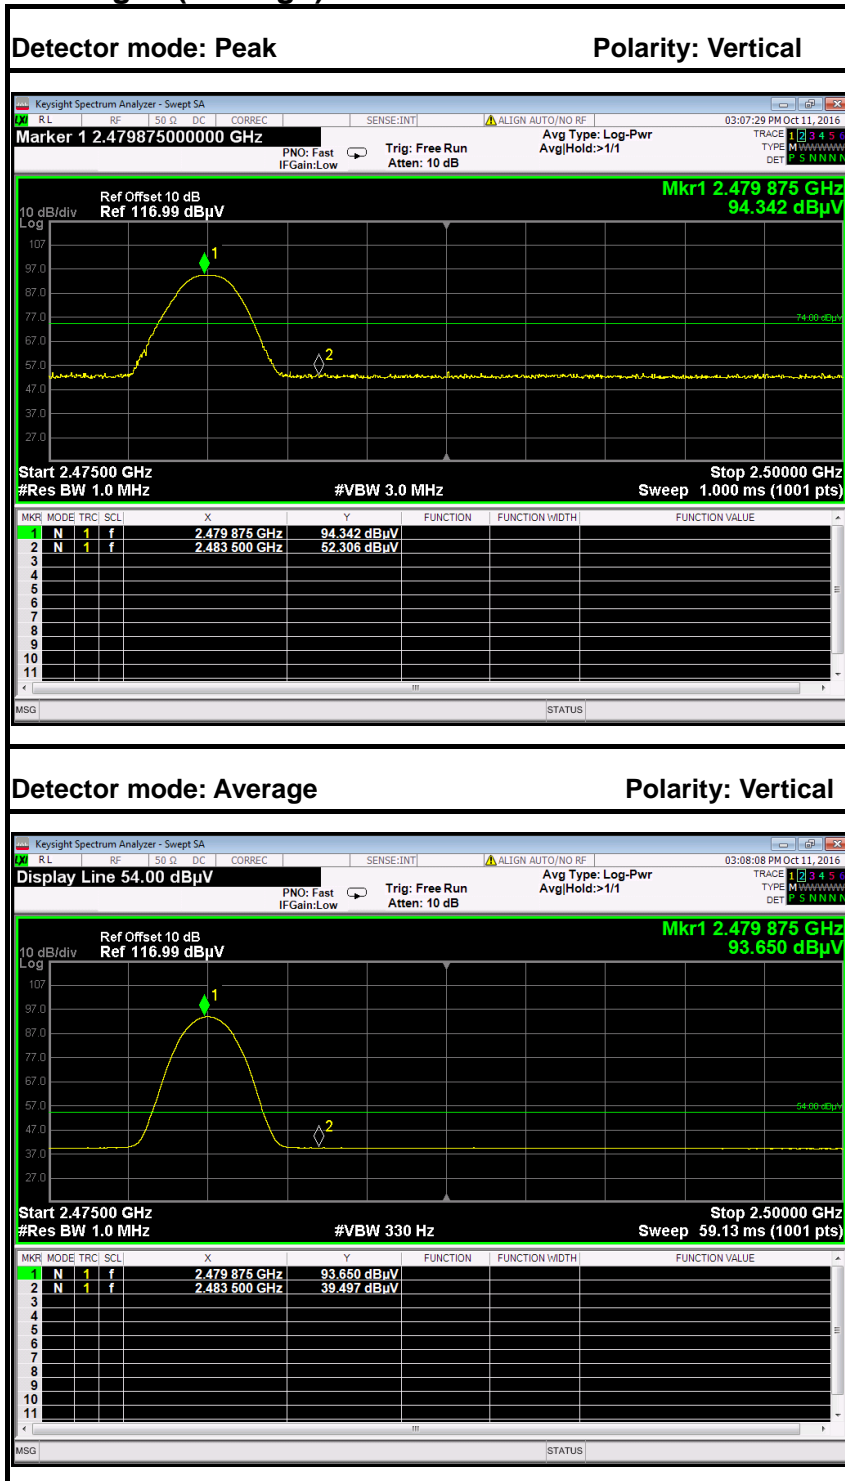 Detector mode: Peak Polarity: Vertical
Keysight Spectrum Analyzer - Swept SA
LXI RL RF 50 Ω DC CORREC SENSE:INT ALIGN AUTO/NO RF 03:07:29 PM Oct 11, 2016
Marker 1 2.479875000000 GHz Avg Type: Log-Pwr TRACE 1 2 3 4 5 6
PNO: Fast Trig: Free Run Avg|Hold:>1/1 TYPE M WWWWW
IFGain:Low Atten: 10 dB DET P S N N N N
Mkr1 2.479 875 GHz
Ref Offset 10 dB
10 dB/div Ref 116.99 dBµV 94.342 dBµV
Log
107
1
97.0
87.0
77.0
74.00 dBµV
67.0
2
57.0
47.0
37.0
27.0
Start 2.47500 GHz Stop 2.50000 GHz
#Res BW 1.0 MHz #VBW 3.0 MHz Sweep 1.000 ms (1001 pts)
MKR MODE TRC SCL X Y FUNCTION FUNCTION WIDTH FUNCTION VALUE
1 N 1 f 2.479 875 GHz 94.342 dBµV
2 N 1 f 2.483 500 GHz 52.306 dBµV
3
4
5
6
7
8
9
10
11
MSG STATUS
Detector mode: Average Polarity: Vertical
Keysight Spectrum Analyzer - Swept SA
LXI RL RF 50 Ω DC CORREC SENSE:INT ALIGN AUTO/NO RF 03:08:08 PM Oct 11, 2016
Display Line 54.00 dBµV Avg Type: Log-Pwr TRACE 1 2 3 4 5 6
PNO: Fast Trig: Free Run Avg|Hold:>1/1 TYPE M WWWWW
IFGain:Low Atten: 10 dB DET P S N N N N
Mkr1 2.479 875 GHz
Ref Offset 10 dB
10 dB/div Ref 116.99 dBµV 93.650 dBµV
Log
107
1
97.0
87.0
77.0
67.0
57.0
54.00 dBµV
47.0
2
37.0
27.0
Start 2.47500 GHz Stop 2.50000 GHz
#Res BW 1.0 MHz #VBW 330 Hz Sweep 59.13 ms (1001 pts)
MKR MODE TRC SCL X Y FUNCTION FUNCTION WIDTH FUNCTION VALUE
1 N 1 f 2.479 875 GHz 93.650 dBµV
2 N 1 f 2.483 500 GHz 39.497 dBµV
3
4
5
6
7
8
9
10
11
MSG STATUS